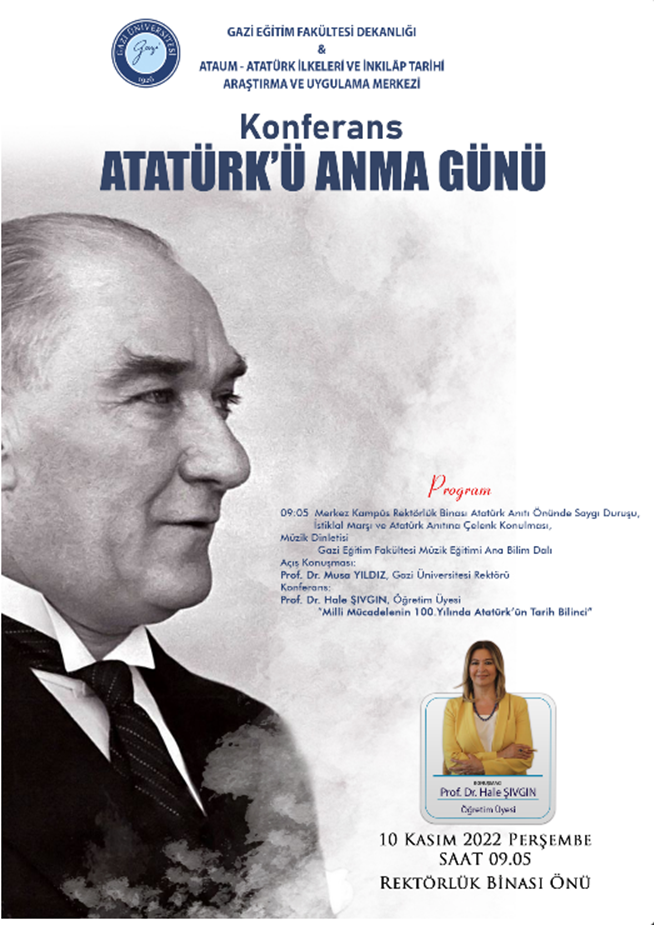 GAZİ ÜNİVERSİTESİ
Gazi
1926
GAZİ EĞİTİM FAKÜLTESİ DEKANLIĞI
&
ATAUM - ATATÜRK İLKELERİ VE İNKILÂP TARİHİ
ARAŞTIRMA VE UYGULAMA MERKEZİ
Konferans
ATATÜRK'Ü ANMA GÜNÜ
Program
09:05 Merkez Kampüs Rektörlük Binası Atatürk Anıtı Önünde Saygı Duruşu,
İstiklal Marşı ve Atatürk Anıtına Çelenk Konulması,
Müzik Dinletisi
Gazi Eğitim Fakültesi Müzik Eğitimi Ana Bilim Dalı
Açış Konuşması:
Prof. Dr. Musa YILDIZ, Gazi Üniversitesi Rektörü
Konferans:
Prof. Dr. Hale ŞIVGIN, Öğretim Üyesi
"Milli Mücadelenin 100.Yılında Atatürk'ün Tarih Bilinci"
KONUŞMACI
Prof. Dr. Hale ŞIVGIN
Öğretim Üyesi
10 KASIM 2022 PERŞEMBE
SAAT 09.05
REKTÖRLÜK BİNASI ÖNÜ